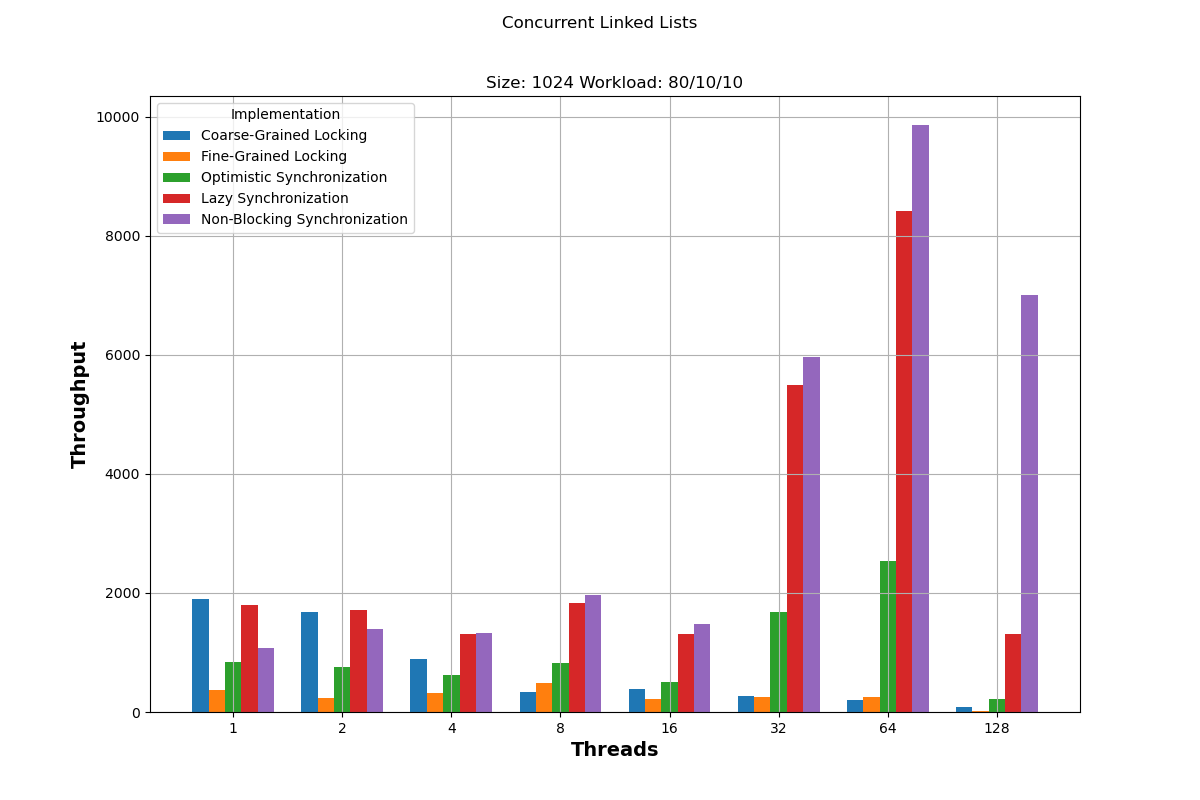 Concurrent Linked Lists
Size: 1024 Workload: 80/10/10
Implementation
Coarse-Grained Locking
Fine-Grained Locking
Optimistic Synchronization
Lazy Synchronization
Non-Blocking Synchronization
Throughput
10000
8000
6000
4000
2000
0
1 2 4 8 16 32 64 128
Threads